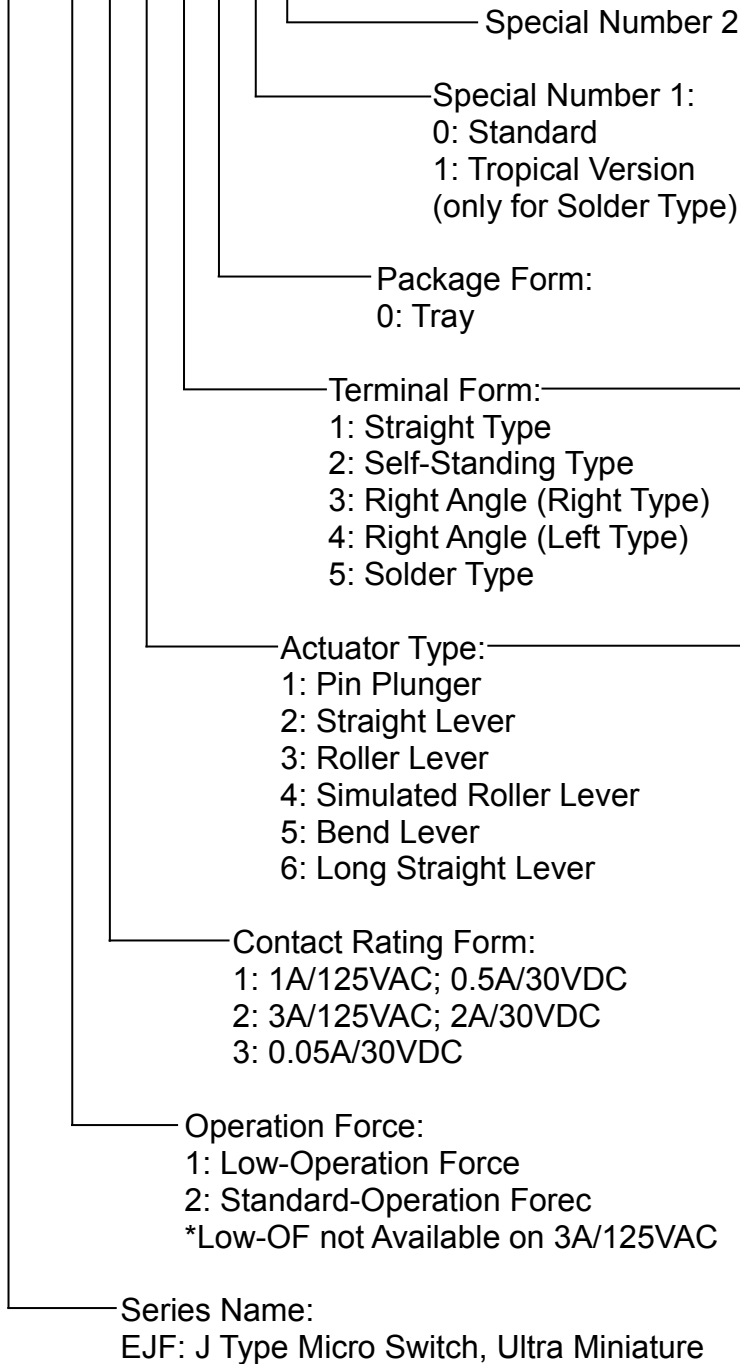 Special Number 2
Special Number 1:
0: Standard
1: Tropical Version
(only for Solder Type)
Package Form:
0: Tray
Terminal Form:
1: Straight Type
2: Self-Standing Type
3: Right Angle (Right Type)
4: Right Angle (Left Type)
5: Solder Type
Actuator Type:
1: Pin Plunger
2: Straight Lever
3: Roller Lever
4: Simulated Roller Lever
5: Bend Lever
6: Long Straight Lever
Contact Rating Form:
1: 1A/125VAC; 0.5A/30VDC
2: 3A/125VAC; 2A/30VDC
3: 0.05A/30VDC
Operation Force:
1: Low-Operation Force
2: Standard-Operation Forec
*Low-OF not Available on 3A/125VAC
Series Name:
EJF: J Type Micro Switch, Ultra Miniature